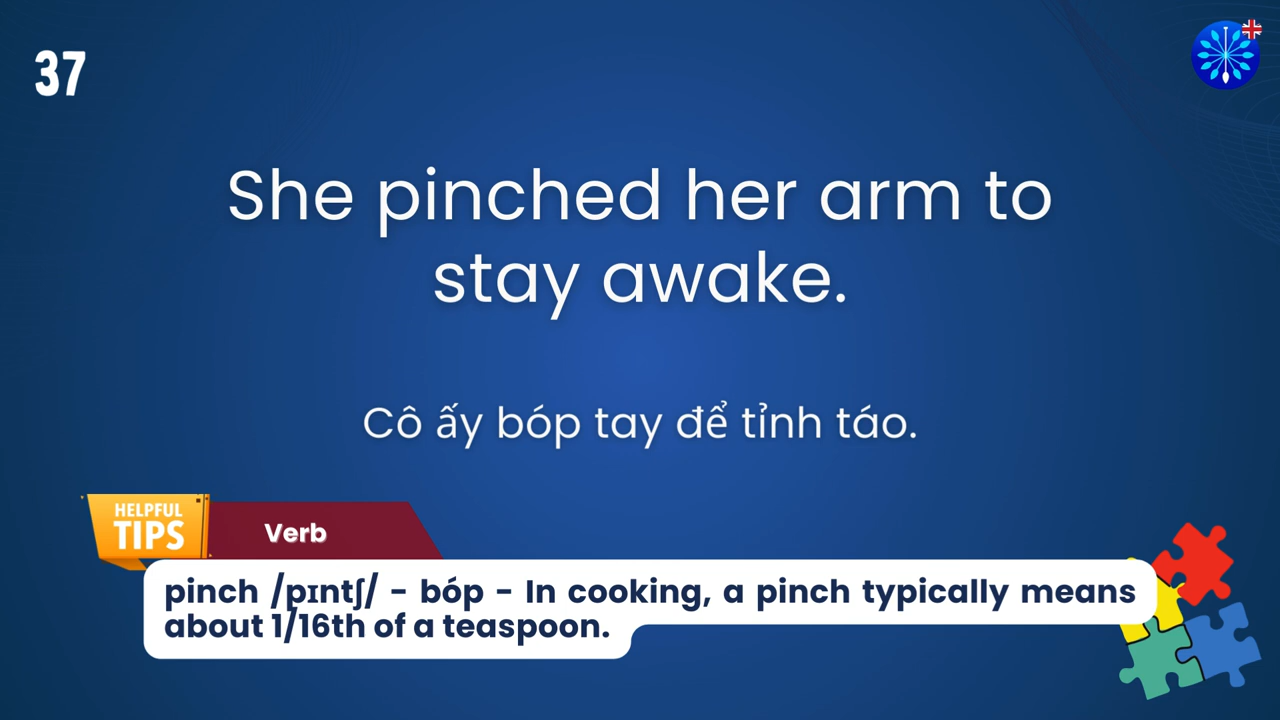 37
She pinched her arm to
stay awake.
Cô ấy bóp tay để tỉnh táo.
HELPFUL
TIPS
Verb
pinch /pɪntʃ/ - bóp - In cooking, a pinch typically means
about 1/16th of a teaspoon.